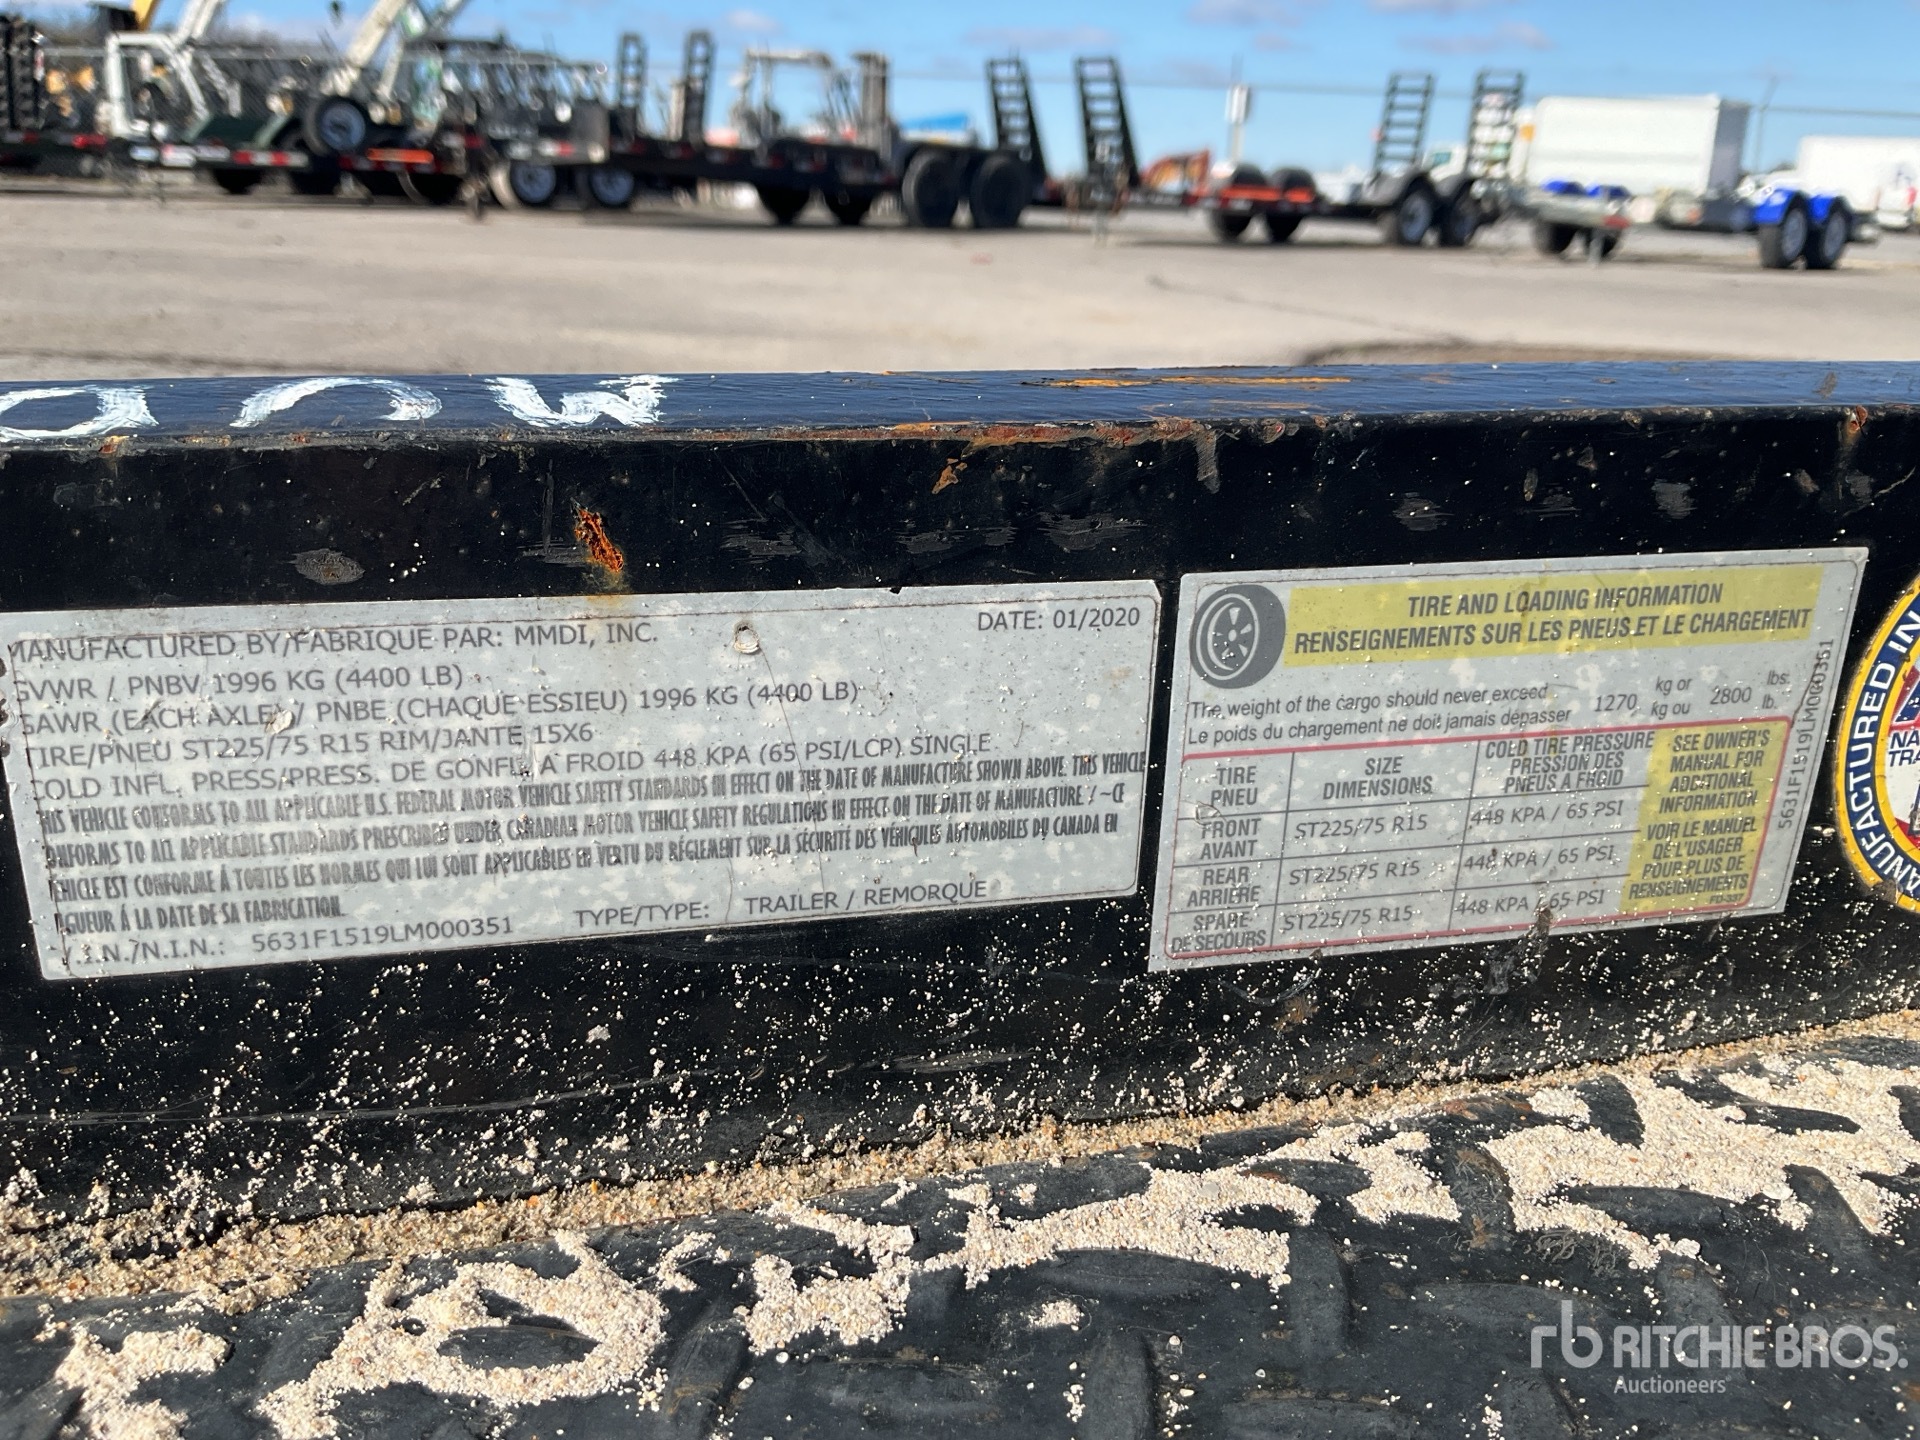 MANUFACTURED BY/FABRIQUE PAR: MMDI, INC.
DATE: 01/2020
GVWR / PNBV 1996 KG (4400 LB)
GAWR (EACH AXLE) / PNBE (CHAQUE ESSIEU) 1996 KG (4400 LB)
TIRE/PNEU ST225/75 R15 RIM/JANTE 15X6
COLD INFL. PRESS/PRESS. DE GONFL. A FROID 448 KPA (65 PSI/LCP) SINGLE
THIS VEHICLE CONFORMS TO ALL APPLICABLE U.S. FEDERAL MOTOR VEHICLE SAFETY STANDARDS IN EFFECT ON THE DATE OF MANUFACTURE SHOWN ABOVE. THIS VEHICLE
CONFORMS TO ALL APPLICABLE STANDARDS PRESCRIBED UNDER CANADIAN MOTOR VEHICLE SAFETY REGULATIONS IN EFFECT ON THE DATE OF MANUFACTURE / ~CE
VEHICLE EST CONFORME À TOUTES LES NORMES QUI LUI SONT APPLICABLES EN VERTU DU RÉGLEMENT SUR LA SÉCURITÉ DES VÉHICULES AUTOMOBILES DU CANADA EN
VIGUEUR Á LA DATE DE SA FABRICATION.
V.I.N./N.I.N.: 5631F1519LM000351 TYPE/TYPE: TRAILER / REMORQUE
TIRE AND LOADING INFORMATION
RENSEIGNEMENTS SUR LES PNEUS ET LE CHARGEMENT
The weight of the cargo should never exceed 1270 kg or 2800 lbs.
Le poids du chargement ne doit jamais dépasser kg ou lb.
TIRE
PNEU
SIZE
DIMENSIONS
COLD TIRE PRESSURE
PRESSION DES
PNEUS A FROID
FRONT
AVANT
ST225/75 R15
448 KPA / 65 PSI
REAR
ARRIÈRE
ST225/75 R15
448 KPA / 65 PSI
SPARE
DE SECOURS
ST225/75 R15
448 KPA / 65 PSI
SEE OWNER'S
MANUAL FOR
ADDITIONAL
INFORMATION
VOIR LE MANUEL
DE L'USAGER
POUR PLUS DE
RENSEIGNEMENTS
5631F1519LM000351
MANUFACTURED IN
NA
TRA
rb RITCHIE BROS.
Auctioneers